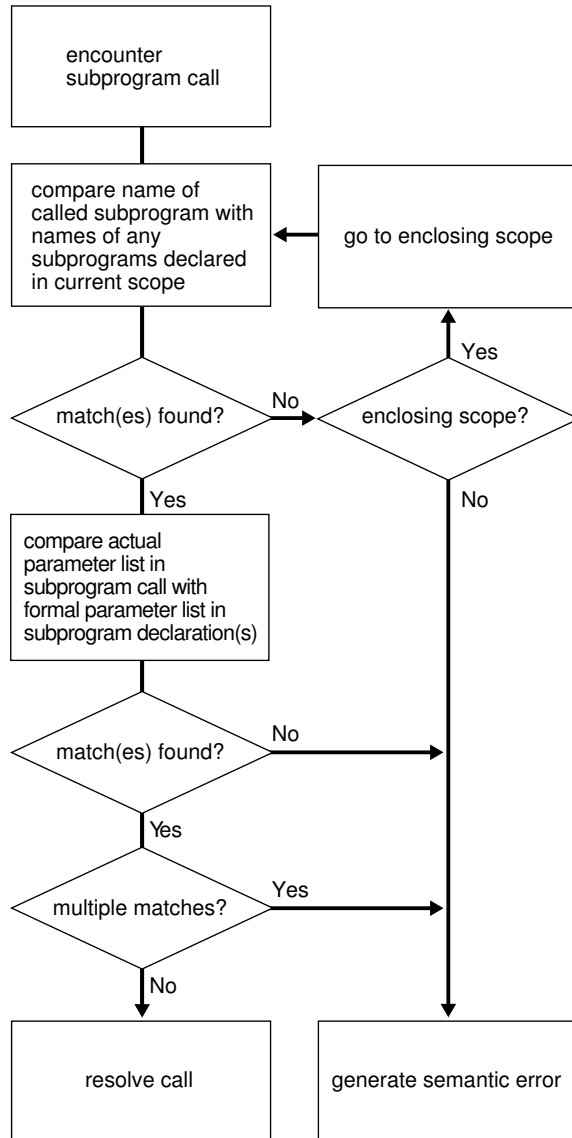 encounter
subprogram call
compare name of
called subprogram with
names of any
subprograms declared
in current scope
go to enclosing scope
Yes
match(es) found?
No
enclosing scope?
Yes
No
compare actual
parameter list in
subprogram call with
formal parameter list in
subprogram declaration(s)
match(es) found?
No
Yes
multiple matches?
Yes
No
resolve call
generate semantic error